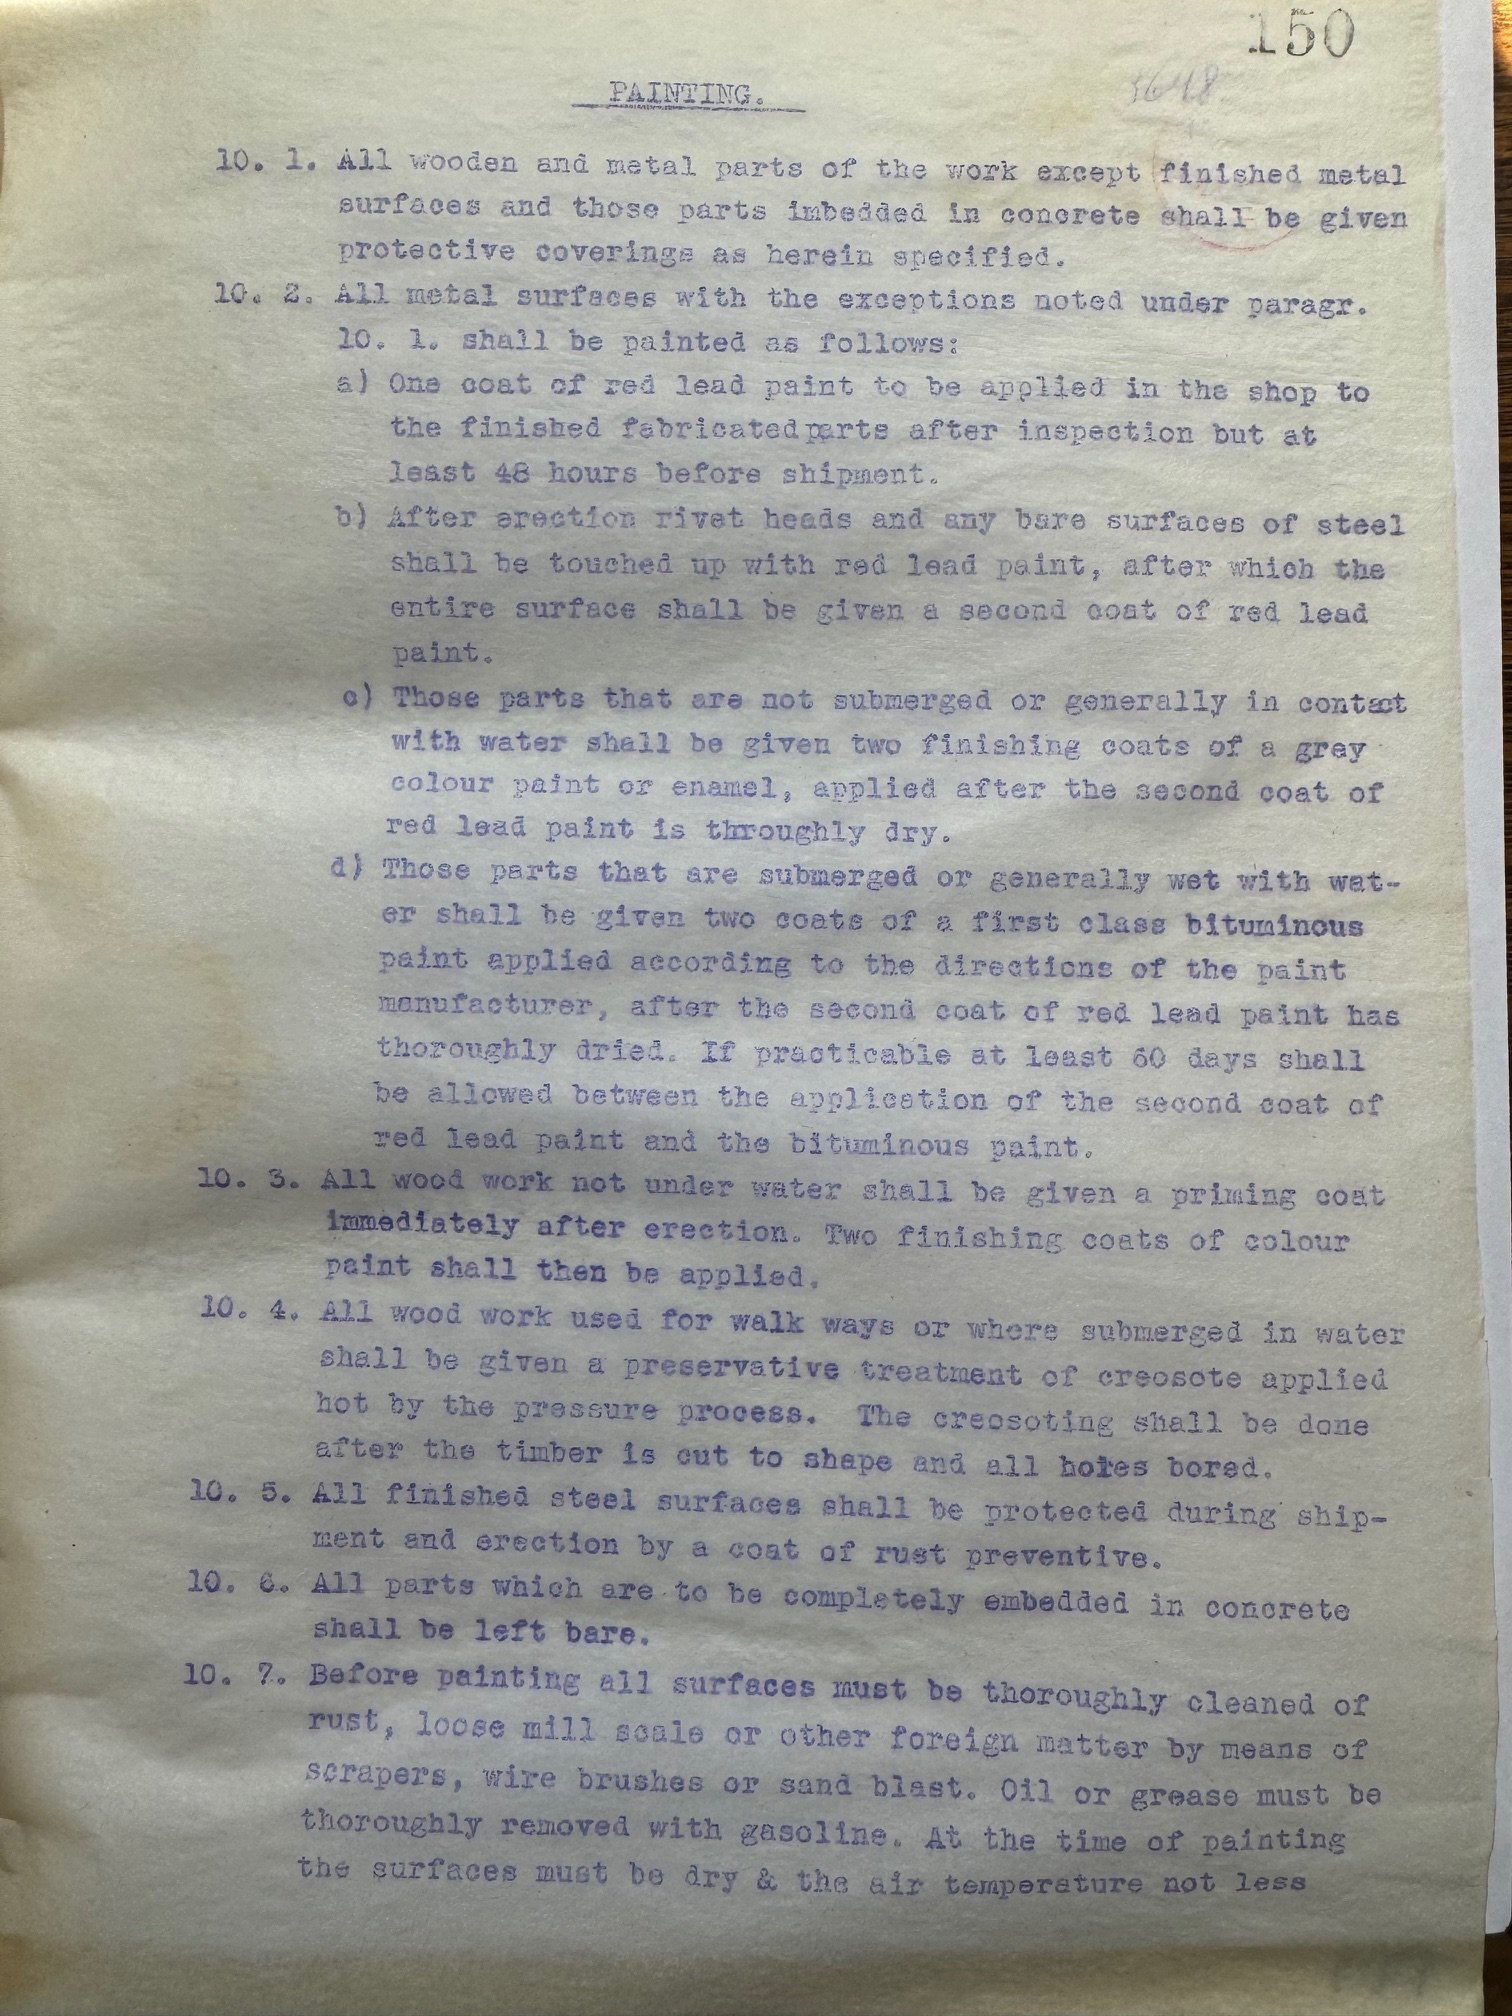 150
3648
PAINTING.
10. 1. All wooden and metal parts of the work except finished metal
surfaces and those parts imbedded in concrete shall be given
protective coverings as herein specified.
10. 2. All metal surfaces with the exceptions noted under paragr.
10. 1. shall be painted as follows:
a) One coat of red lead paint to be applied in the shop to
the finished fabricated parts after inspection but at
least 48 hours before shipment.
b) After erection rivet heads and any bare surfaces of steel
shall be touched up with red lead paint, after which the
entire surface shall be given a second coat of red lead
paint.
c) Those parts that are not submerged or generally in contact
with water shall be given two finishing coats of a grey
colour paint or enamel, applied after the second coat of
red lead paint is throughly dry.
d) Those parts that are submerged or generally wet with wat-
er shall be given two coats of a first class bituminous
paint applied according to the directions of the paint
manufacturer, after the second coat of red lead paint has
thoroughly dried. If practicable at least 60 days shall
be allowed between the application of the second coat of
red lead paint and the bituminous paint.
10. 3. All wood work not under water shall be given a priming coat
immediately after erection. Two finishing coats of colour
paint shall then be applied.
10. 4. All wood work used for walk ways or where submerged in water
shall be given a preservative treatment of creosote applied
hot by the pressure process. The creosoting shall be done
after the timber is cut to shape and all holes bored.
10. 5. All finished steel surfaces shall be protected during ship-
ment and erection by a coat of rust preventive.
10. 6. All parts which are to be completely embedded in concrete
shall be left bare.
10. 7. Before painting all surfaces must be thoroughly cleaned of
rust, loose mill scale or other foreign matter by means of
scrapers, wire brushes or sand blast. Oil or grease must be
thoroughly removed with gasoline. At the time of painting
the surfaces must be dry & the air temperature not less